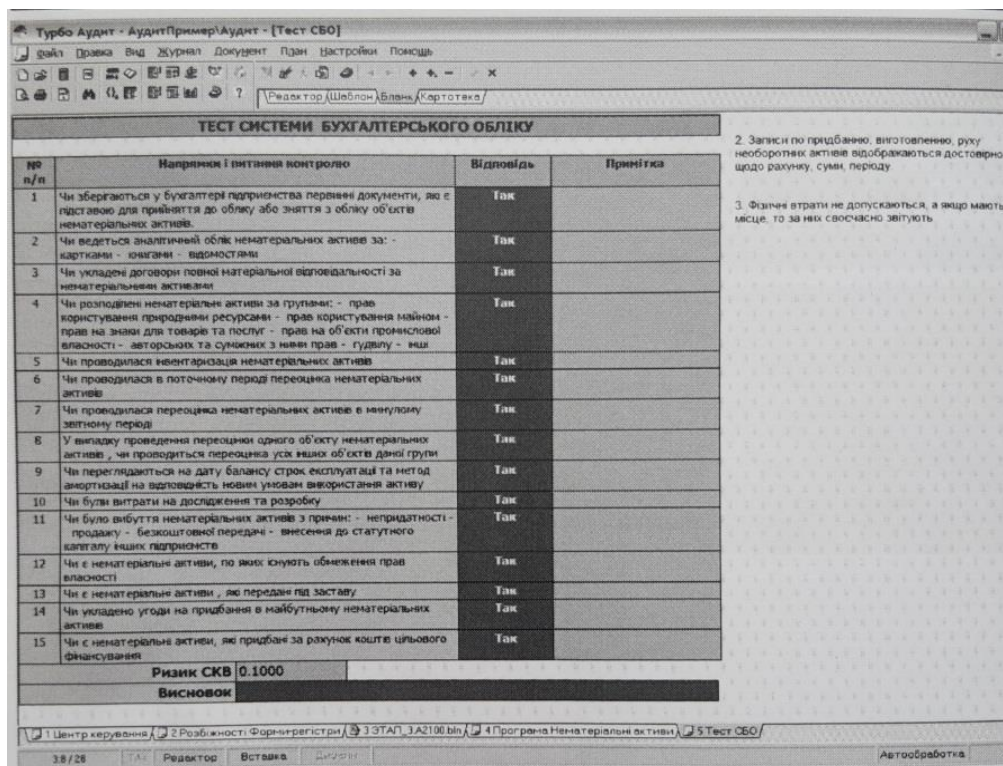 Турбо Аудит - АудитПример\Аудит - [Тест СБО]
Файл Правка Вид Журнал Документ План Настройки Помощь
Редактор Шаблон Бланк Картотека
ТЕСТ СИСТЕМИ БУХГАЛТЕРСЬКОГО ОБЛІКУ
№ п/п Напрямки і питання контролю Відповідь Примітка
1 Чи зберігаються у бухгалтерії підприємства первинні документи, які є Так
підставою для прийняття до обліку або зняття з обліку об'єктів
нематеріальних активів.
2 Чи ведеться аналітичний облік нематеріальних активів за: - Так
картками - книгами - відомостями
3 Чи укладені договори повної матеріальної відповідальності за Так
нематеріальними активами
4 Чи розподілені нематеріальні активи за групами: - прав Так
користування природними ресурсами - прав користування майном -
прав на знаки для товарів та послуг - прав на об'єкти промислової
власності - авторських та суміжних з ними прав - гудвілу - інші
5 Чи проводилася інвентаризація нематеріальних активів Так
6 Чи проводилася в поточному періоді переоцінка нематеріальних Так
активів
7 Чи проводилася переоцінка нематеріальних активів в минулому Так
звітному періоді
8 У випадку проведення переоцінки одного об'єкту нематеріальних Так
активів , чи проводиться переоцінка усіх інших об'єктів даної групи
9 Чи переглядаються на дату балансу строк експлуатації та метод Так
амортизації на відповідність новим умовам використання активу
10 Чи були витрати на дослідження та розробку Так
11 Чи було вибуття нематеріальних активів з причин: - непридатності - Так
продажу - безкоштовної передачі - внесення до статутного
капіталу інших підприємств
12 Чи є нематеріальні активи, по яких існують обмеження прав Так
власності
13 Чи є нематеріальні активи , які передані під заставу Так
14 Чи укладено угоди на придбання в майбутньому нематеріальних Так
активів
15 Чи є нематеріальні активи, які придбані за рахунок коштів цільового Так
фінансування
Ризик СКВ 0.1000
Висновок
2. Записи по придбанню, виготовленню, руху
необоротних активів відображаються достовірно
щодо рахунку, суми, періоду
3. Фізичні втрати не допускаються, а якщо мають
місце, то за них своєчасно звітують
1 Центр керування 2 Розбіжності Форми-регістри 3 ЭТАП_3.A2100.bln 4 Програма Нематеріальні активи 5 Тест СБО
38/28 Редактор Вставка Автообработка